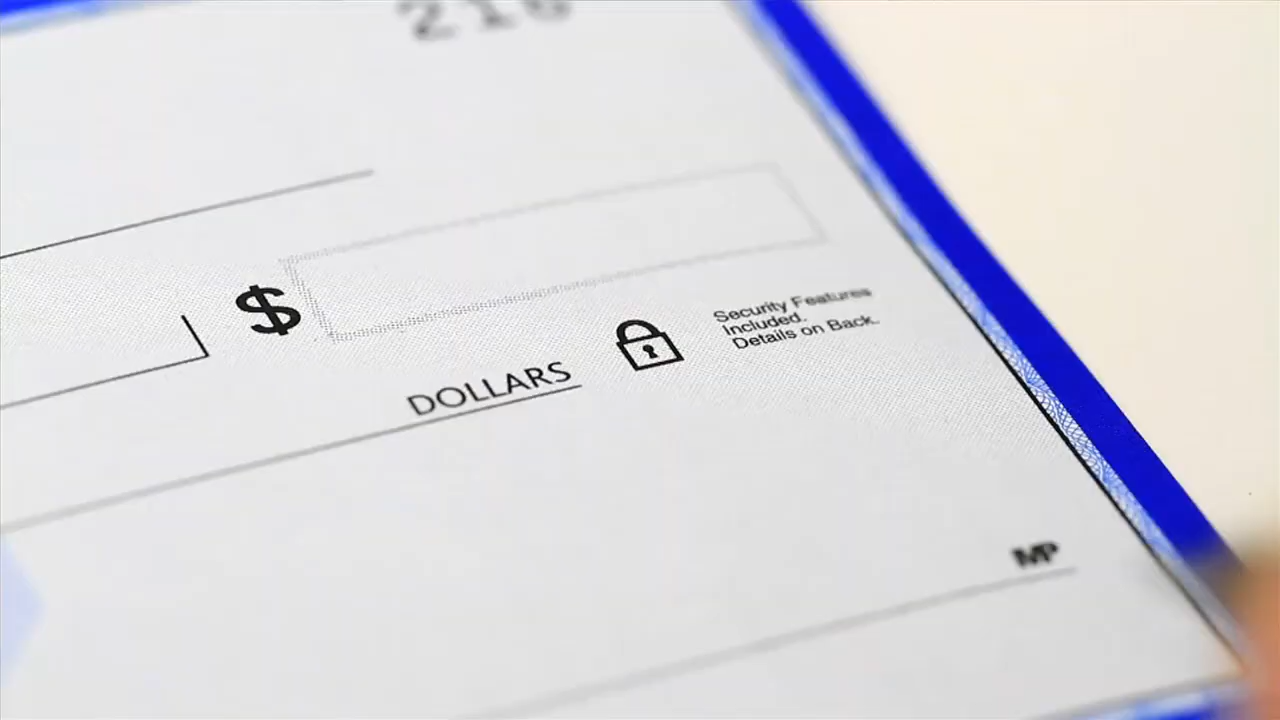 $
Security Features
Included.
Details on Back.
DOLLARS
MP